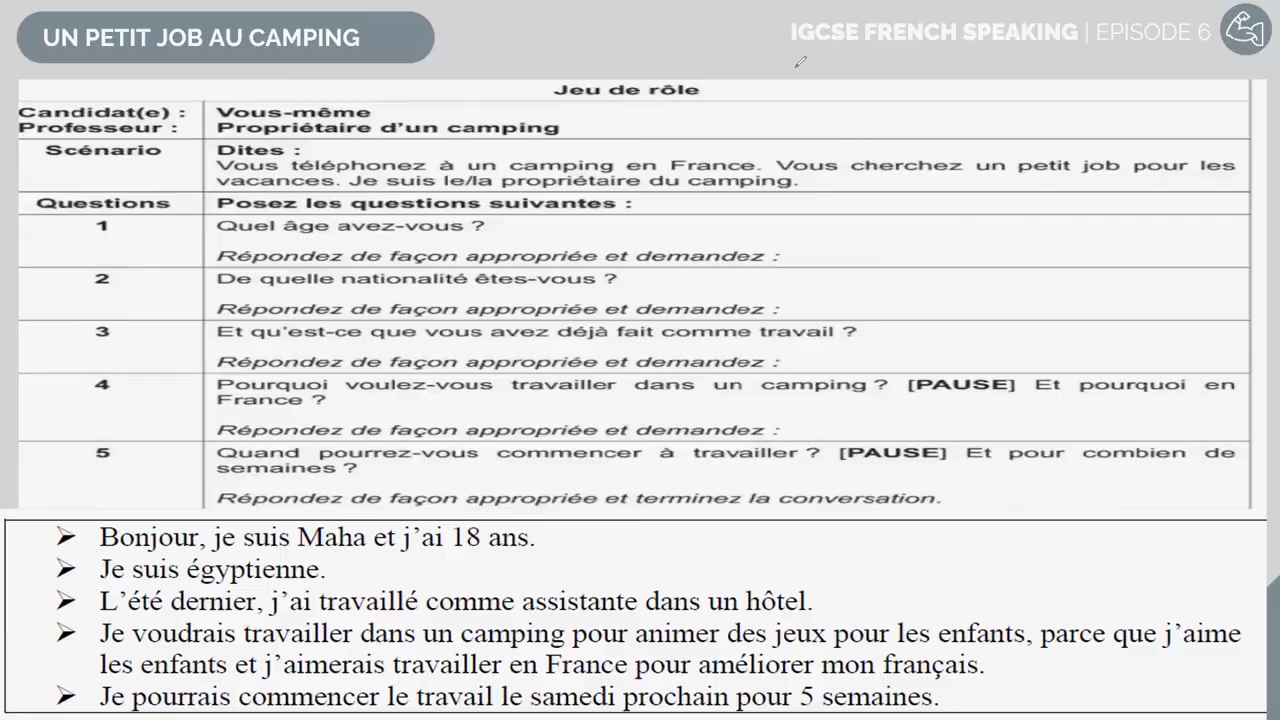 UN PETIT JOB AU CAMPING
IGCSE FRENCH SPEAKING | EPISODE 6
Jeu de rôle
Candidat(e) : Vous-même
Professeur : Propriétaire d'un camping
Scénario Dites :
Vous téléphonez à un camping en France. Vous cherchez un petit job pour les
vacances. Je suis le/la propriétaire du camping.
Questions Posez les questions suivantes :
1 Quel âge avez-vous ?
Répondez de façon appropriée et demandez :
2 De quelle nationalité êtes-vous ?
Répondez de façon appropriée et demandez :
3 Et qu'est-ce que vous avez déjà fait comme travail ?
Répondez de façon appropriée et demandez :
4 Pourquoi voulez-vous travailler dans un camping ? [PAUSE] Et pourquoi en
France ?
Répondez de façon appropriée et demandez :
5 Quand pourrez-vous commencer à travailler ? [PAUSE] Et pour combien de
semaines ?
Répondez de façon appropriée et terminez la conversation.
➢ Bonjour, je suis Maha et j'ai 18 ans.
➢ Je suis égyptienne.
➢ L'été dernier, j'ai travaillé comme assistante dans un hôtel.
➢ Je voudrais travailler dans un camping pour animer des jeux pour les enfants, parce que j'aime
les enfants et j'aimerais travailler en France pour améliorer mon français.
➢ Je pourrais commencer le travail le samedi prochain pour 5 semaines.